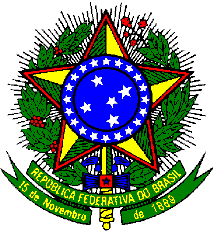 REPÚBLICA FEDERATIVA DO BRASIL
15 de Novembro de 1889